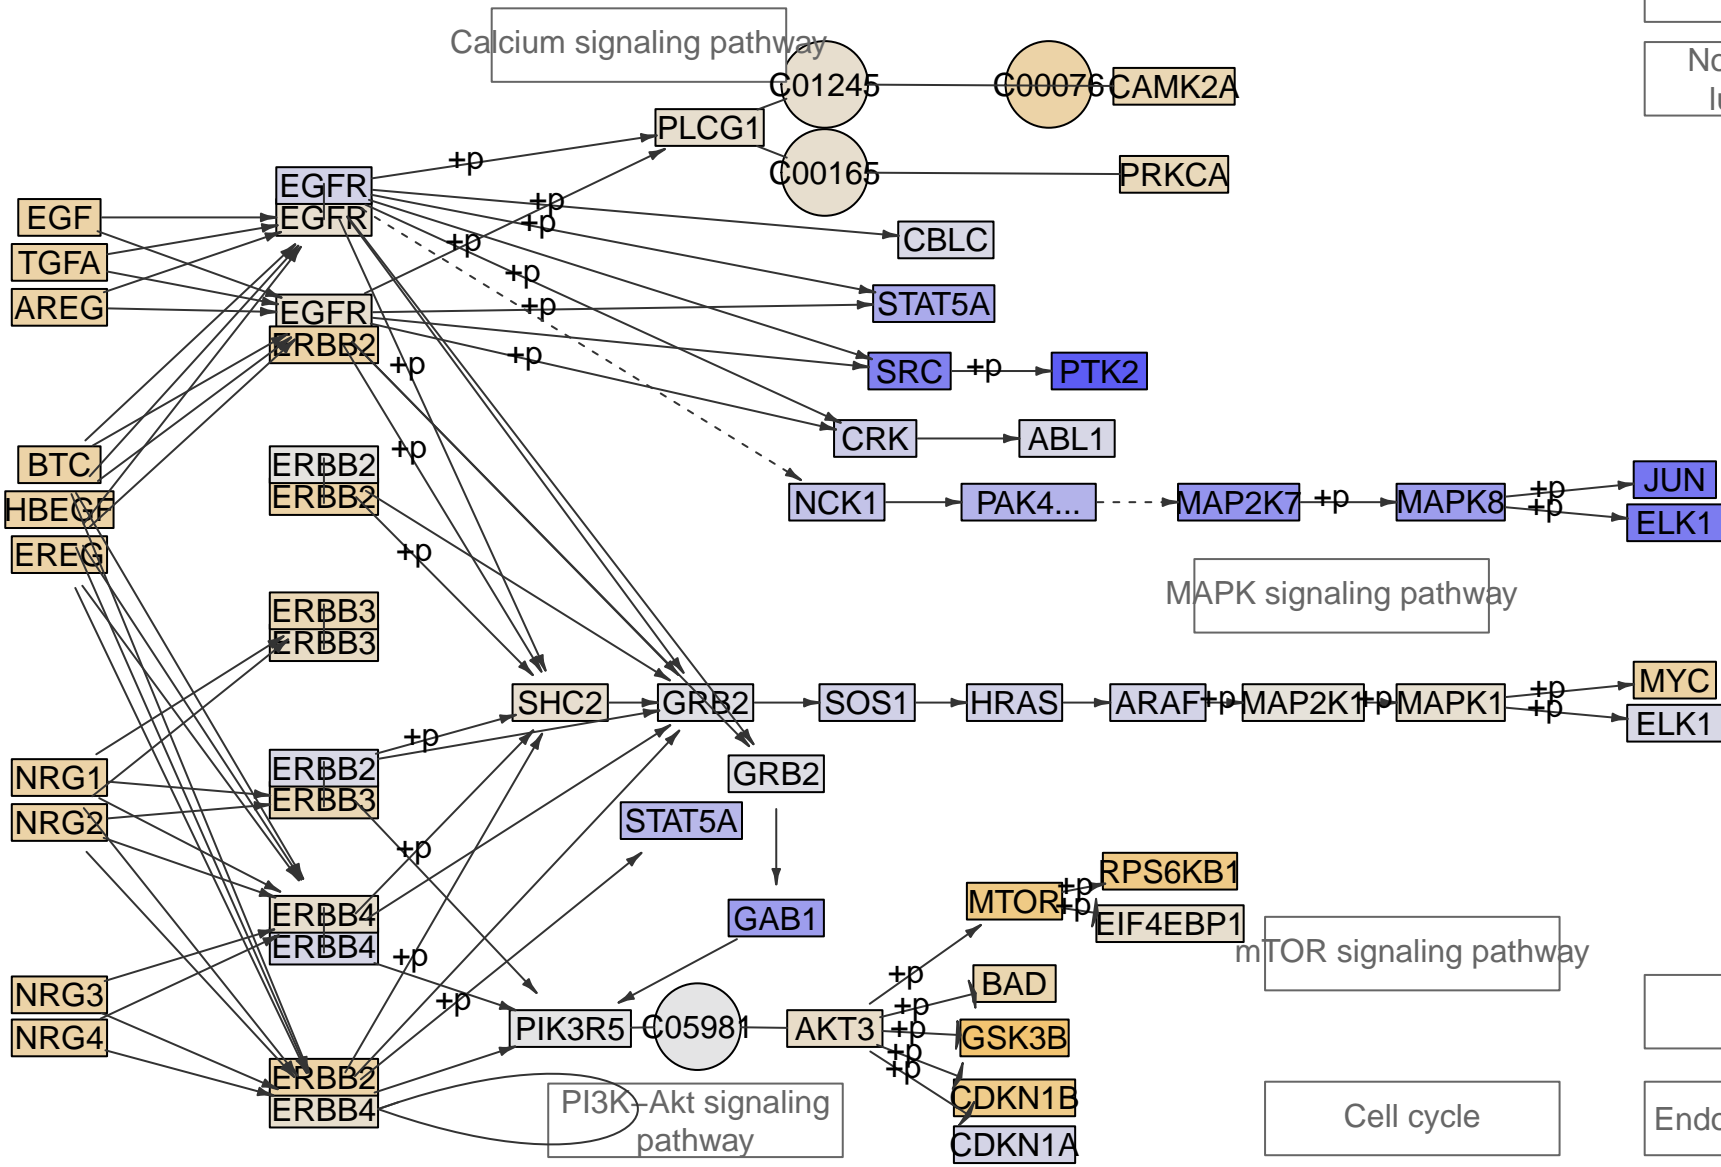 Calcium signaling pathway
No
lu
C01245
C00076
CAMK2A
PLCG1
C00165
PRKCA
+p
EGFR
EGFR
EGF
+p
+p
CBLC
+p
TGFA
+p
AREG
EGFR
ERBB2
+p
STAT5A
+p
+p
SRC
+p
PTK2
CRK
ABL1
+p
BTC
ERBB2
ERBB2
JUN
+p
HBEGF
NCK1
PAK4...
MAP2K7
+p
MAPK8
+p
ELK1
EREG
+p
ERBB3
ERBB3
MAPK signaling pathway
SHC2
GRB2
SOS1
HRAS
ARAF
+p
MAP2K1
+p
MAPK1
+p
+p
MYC
ELK1
+p
NRG1
ERBB2
ERBB3
GRB2
NRG2
STAT5A
+p
ERBB4
ERBB4
GAB1
MTOR
+p
+p
RPS6KB1
EIF4EBP1
mTOR signaling pathway
+p
+p
NRG3
+p
BAD
+p
NRG4
PIK3R5
C05981
AKT3
+p
GSK3B
+p
+p
ERBB2
ERBB4
PI3K−Akt signaling
pathway
CDKN1B
CDKN1A
Cell cycle
Endo